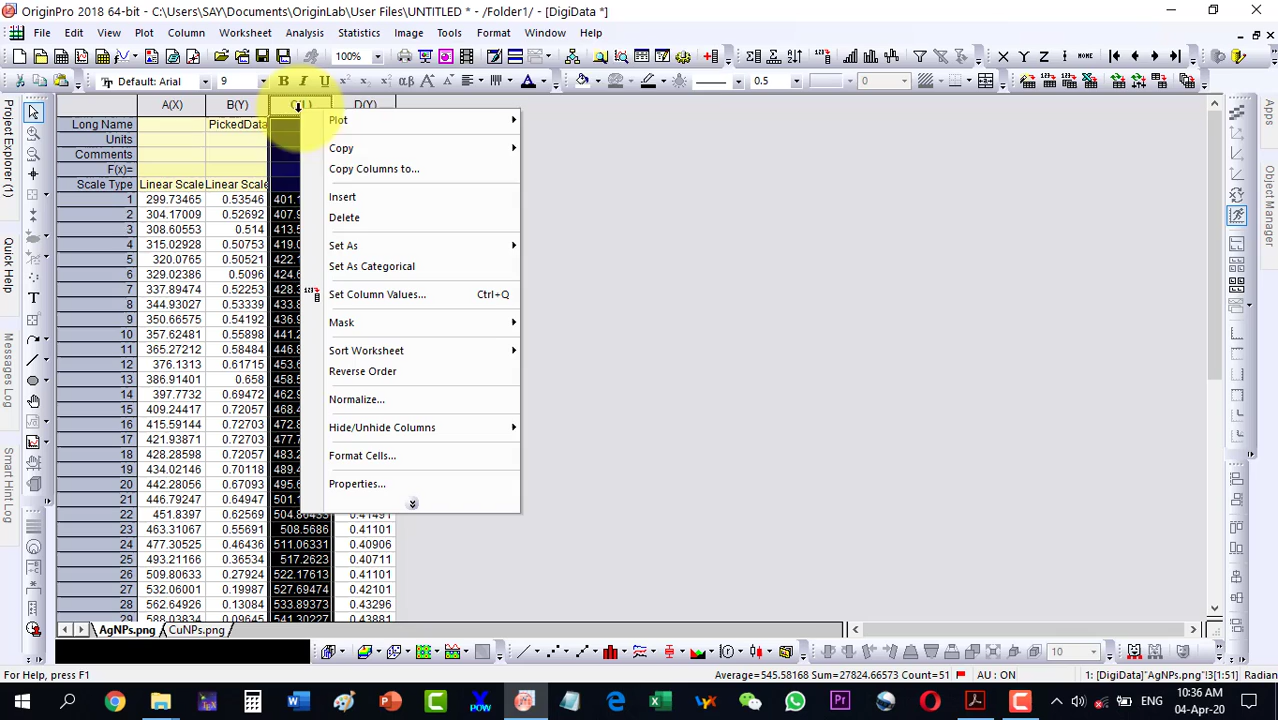 OriginPro 2018 64-bit - C:\Users\SAY\Documents\OriginLab\User Files\UNTITLED * - /Folder1/ - [DigiData *]
File Edit View Plot Column Worksheet Analysis Statistics Image Format Tools Window Help
100%
Default: Arial 9 B I U αβ A A 0.5 0
X Y Z
Project Explorer (1)
Quick Help
Messages Log
Smart Hint Log
Apps
Object Manager
A(X) B(Y) D(Y)
Long Name PickedData
Units
Comments
F(x)=
Scale Type Linear Scale Linear Scale
1 299.73465 0.53546
2 304.17009 0.52692
3 308.60553 0.514
4 315.02928 0.50753
5 320.0765 0.50521
6 329.02386 0.5096
7 337.89474 0.52253
8 344.93027 0.53339
9 350.66575 0.54192
10 357.62481 0.55898
11 365.27212 0.58484
12 376.1313 0.61715
13 386.91401 0.658
14 397.7732 0.69472
15 409.24417 0.72057
16 415.59144 0.72703
17 421.93871 0.72703
18 428.28598 0.72057
19 434.02146 0.70118
20 442.28076 0.67093
21 446.79247 0.64947
22 451.8397 0.62569
23 463.31067 0.55691 508.5686 0.41101
24 477.30525 0.46436 511.06331 0.40906
25 493.21166 0.36534 517.2623 0.40711
26 509.80633 0.27924 522.17613 0.41101
27 532.06001 0.19987 527.69474 0.42101
28 562.64926 0.13084 533.89373 0.43296
29 588.03834 0.09645 541.30227 0.43881
Plot
Copy
Copy Columns to...
Insert
Delete
Set As
Set As Categorical
Set Column Values... Ctrl+Q
Mask
Sort Worksheet
Reverse Order
Normalize...
Hide/Unhide Columns
Format Cells...
Properties...
AgNPs.png CuNPs.png
10
For Help, press F1
Average=545.58168 Sum=27824.66573 Count=51 AU : ON 1: [DigiData]"AgNPs.png"!3[1:51] Radian
ENG
10:36 AM
04-Apr-20